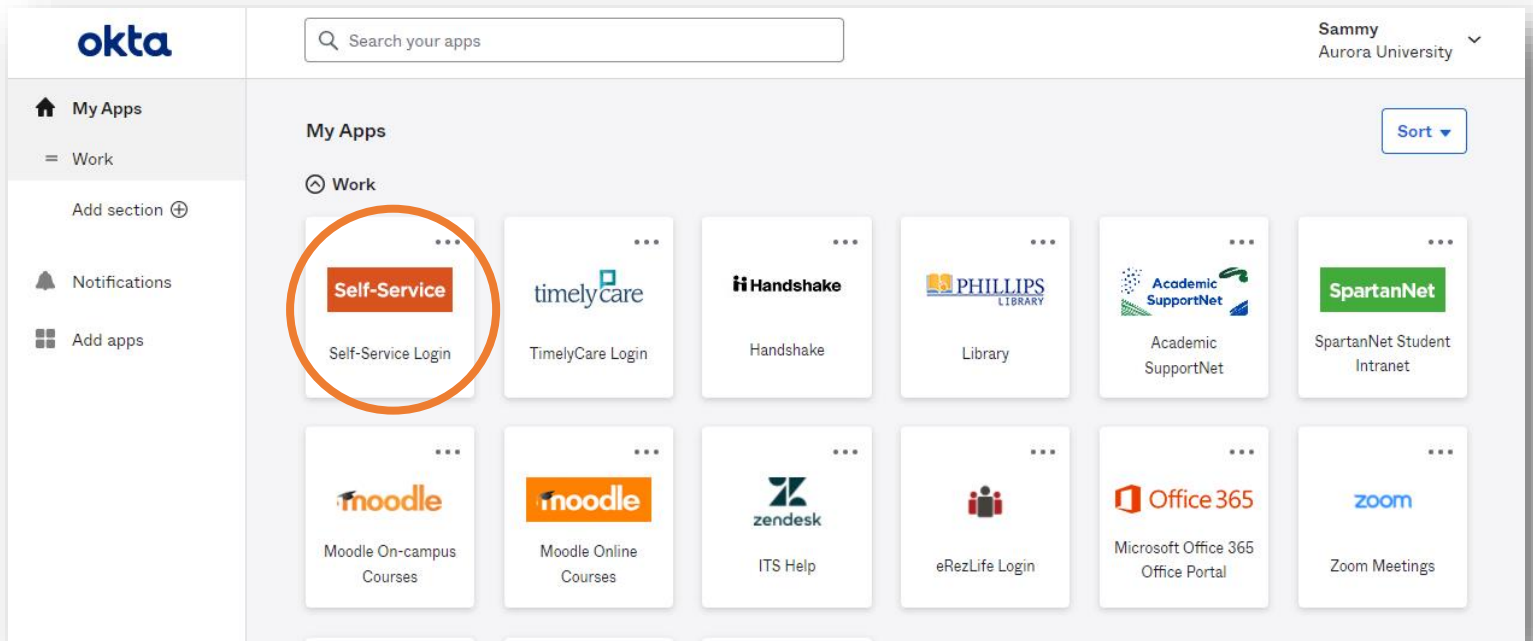 okta
Search your apps
Sammy
Aurora University
My Apps
Work
Add section
Notifications
Add apps
My Apps
Sort
Work
Self-Service
Self-Service Login
timelycare
TimelyCare Login
Handshake
Handshake
PHILLIPS
LIBRARY
Library
Academic
SupportNet
Academic
SupportNet
SpartanNet
SpartanNet Student
Intranet
moodle
Moodle On-campus
Courses
moodle
Moodle Online
Courses
zendesk
ITS Help
eRezLife Login
Office 365
Microsoft Office 365
Office Portal
zoom
Zoom Meetings